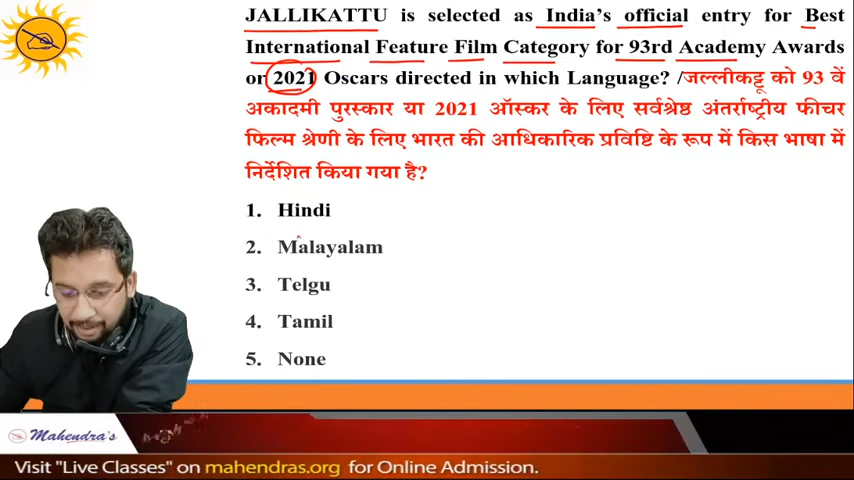 JALLIKATTU is selected as India's official entry for Best
International Feature Film Category for 93rd Academy Awards
or 2021 Oscars directed in which Language? /जल्लीकट्टू को 93 वें
अकादमी पुरस्कार या 2021 ऑस्कर के लिए सर्वश्रेष्ठ अंतर्राष्ट्रीय फीचर
फिल्म श्रेणी के लिए भारत की आधिकारिक प्रविष्टि के रूप में किस भाषा में
निर्देशित किया गया है?
1. Hindi
2. Malayalam
3. Telgu
4. Tamil
5. None
Mahendra's
Visit "Live Classes" on mahendras.org for Online Admission.